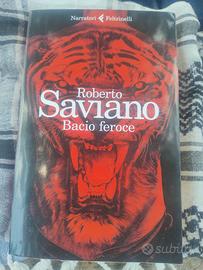 Narratori Feltrinelli
Roberto
Saviano
Bacio feroce
subito